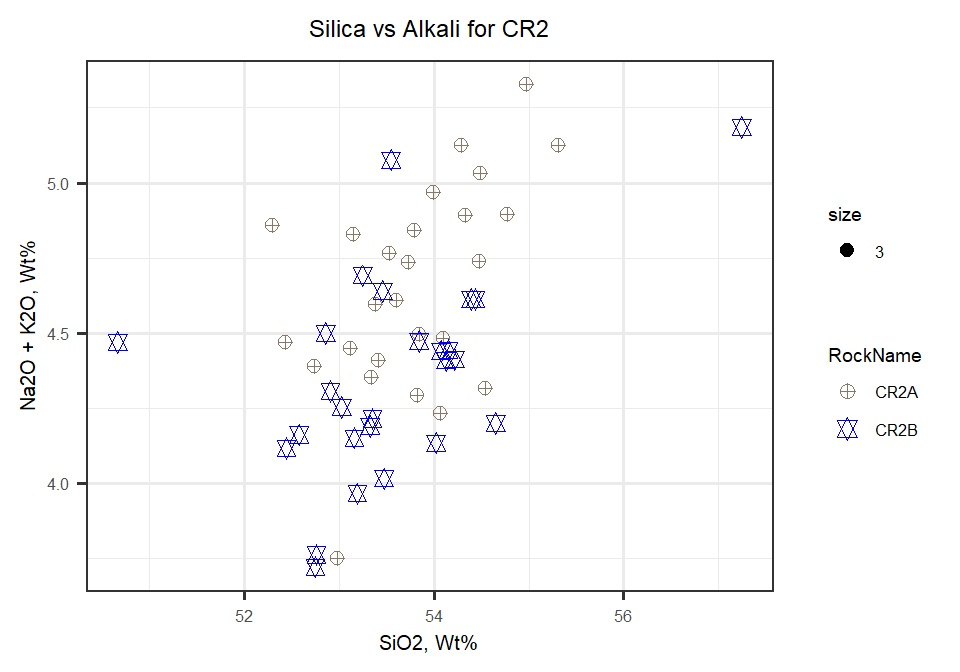 Silica vs Alkali for CR2
5.0
4.5
4.0
Na2O + K2O, Wt%
52
54
56
SiO2, Wt%
size
3
RockName
CR2A
CR2B